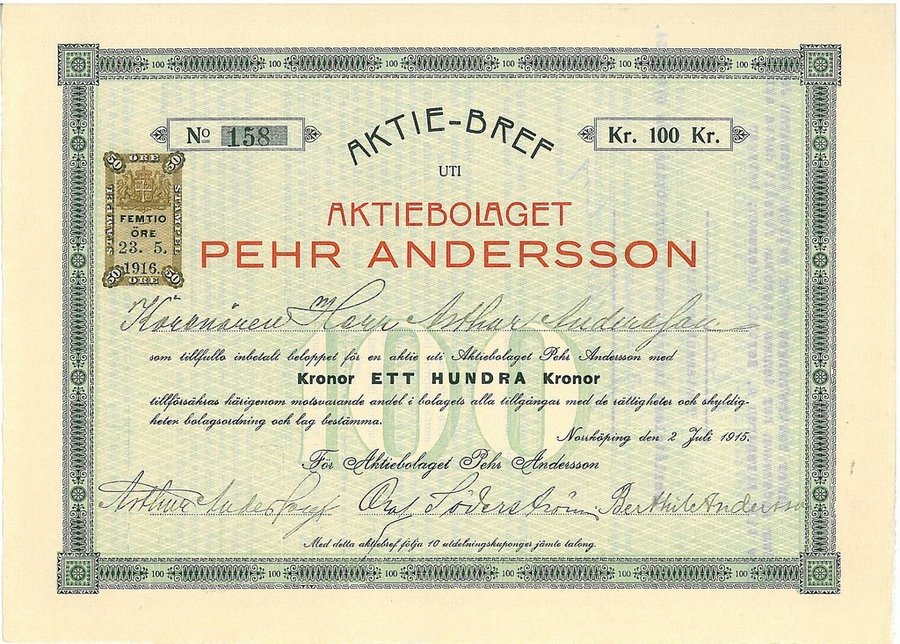 No 158
AKTIE-BREF
Kr. 100 Kr.
UTI
50 ÖRE 50
STÄMPEL
STEMPEL
FEMTIO
ÖRE
23. 5.
1916.
50 ÖRE 50
AKTIEBOLAGET
PEHR ANDERSSON
Herr Arthur Andersson
som tillfullo inbetalt beloppet för en aktie uti Aktiebolaget Pehr Andersson med
Kronor ETT HUNDRA Kronor
tillförsäkras härigenom motsvarande andel i bolagets alla tillgångar med de rättigheter och skyldig-
heter bolagsordning och lag bestämma.
100
Norrköping den 2 Juli 1915.
För Aktiebolaget Pehr Andersson
Arthur Andersson Olof Söderström Berthil Andersson
Med detta aktiebref följa 10 utdelningskuponger jämte talong.